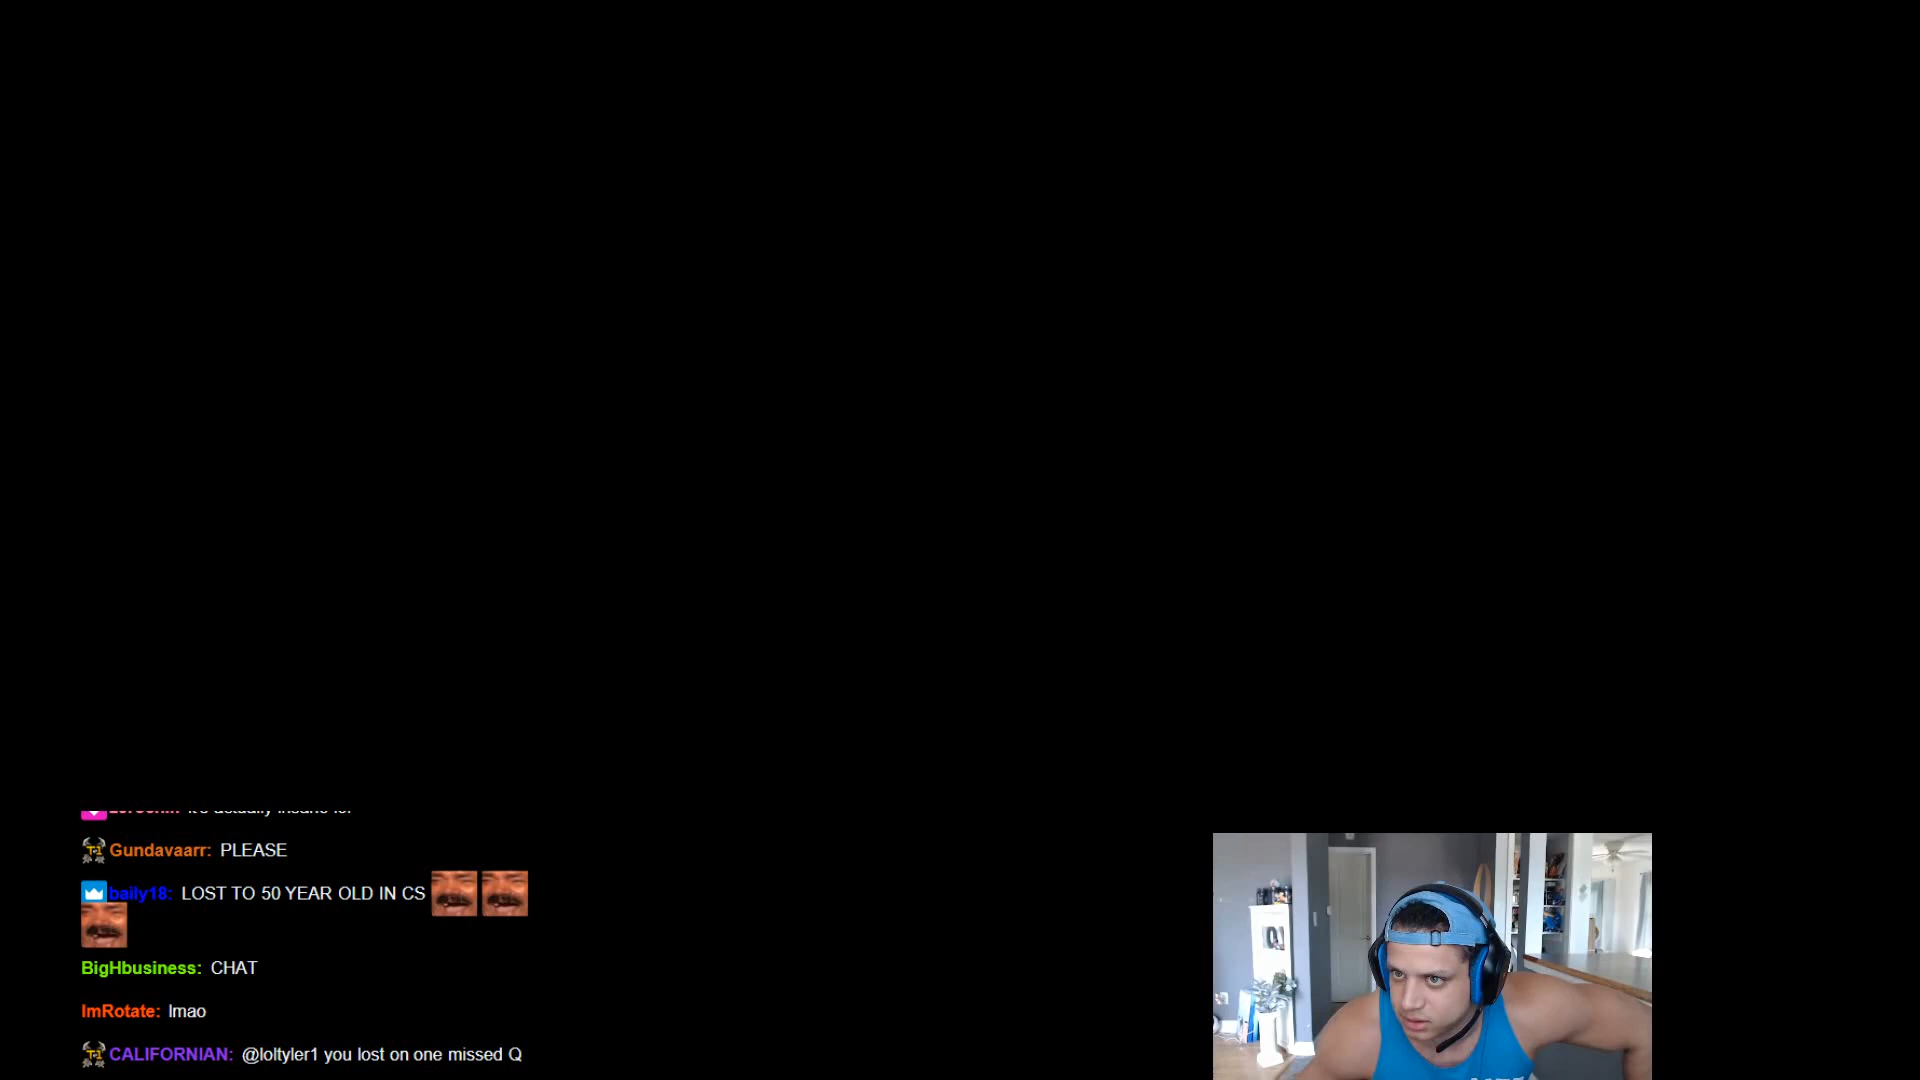 Gundavaarr: PLEASE
baily18: LOST TO 50 YEAR OLD IN CS
BigHbusiness: CHAT
ImRotate: lmao
CALIFORNIAN: @loltyler1 you lost on one missed Q